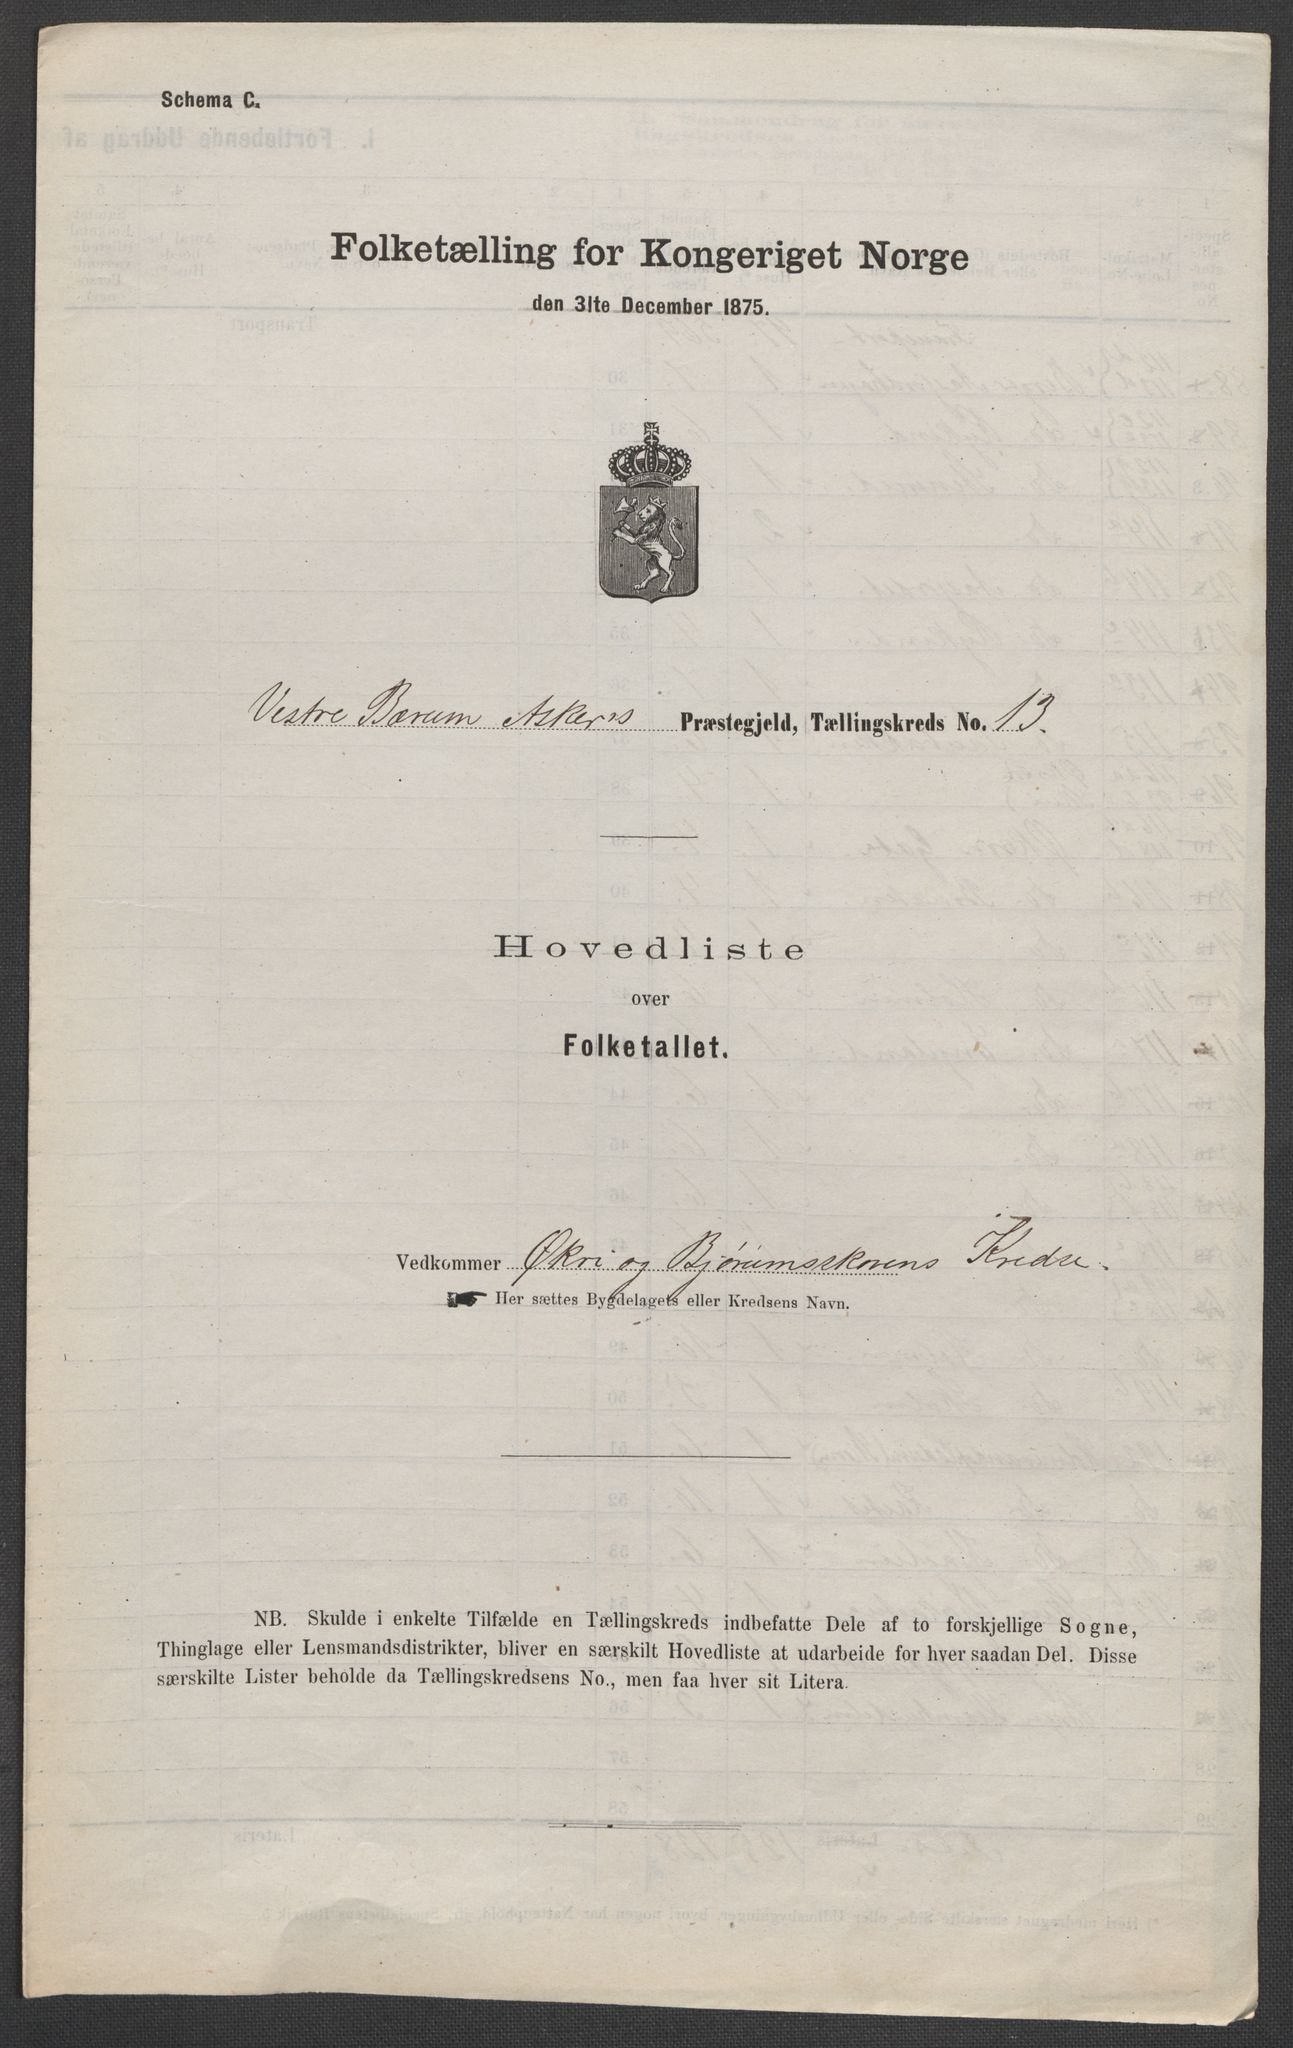 Schema C.
Folketælling for Kongeriget Norge
den 31te December 1875.
Vestre Bærum Askers Præstegjeld, Tællingskreds No. 13.
Hovedliste
over
Folketallet.
Vedkommer Økri og Bjørumsskovens Kredse.
Her sættes Bygdelagets eller Kredsens Navn.
NB. Skulde i enkelte Tilfælde en Tællingskreds indbefatte Dele af to forskjellige Sogne,
Thinglage eller Lensmandsdistrikter, bliver en særskilt Hovedliste at udarbeide for hver saadan Del. Disse
særskilte Lister beholde da Tællingskredsens No., men faa hver sit Litera.